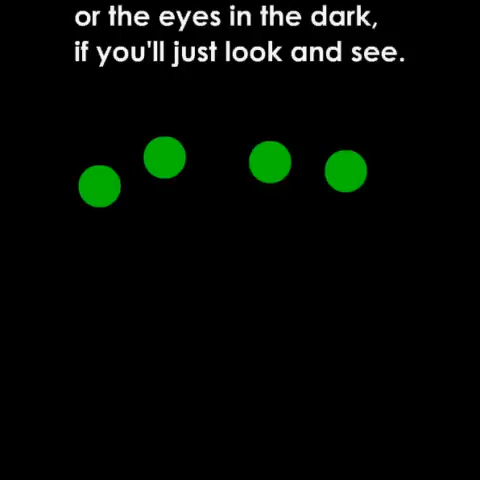 or the eyes in the dark,
if you'll just look and see.